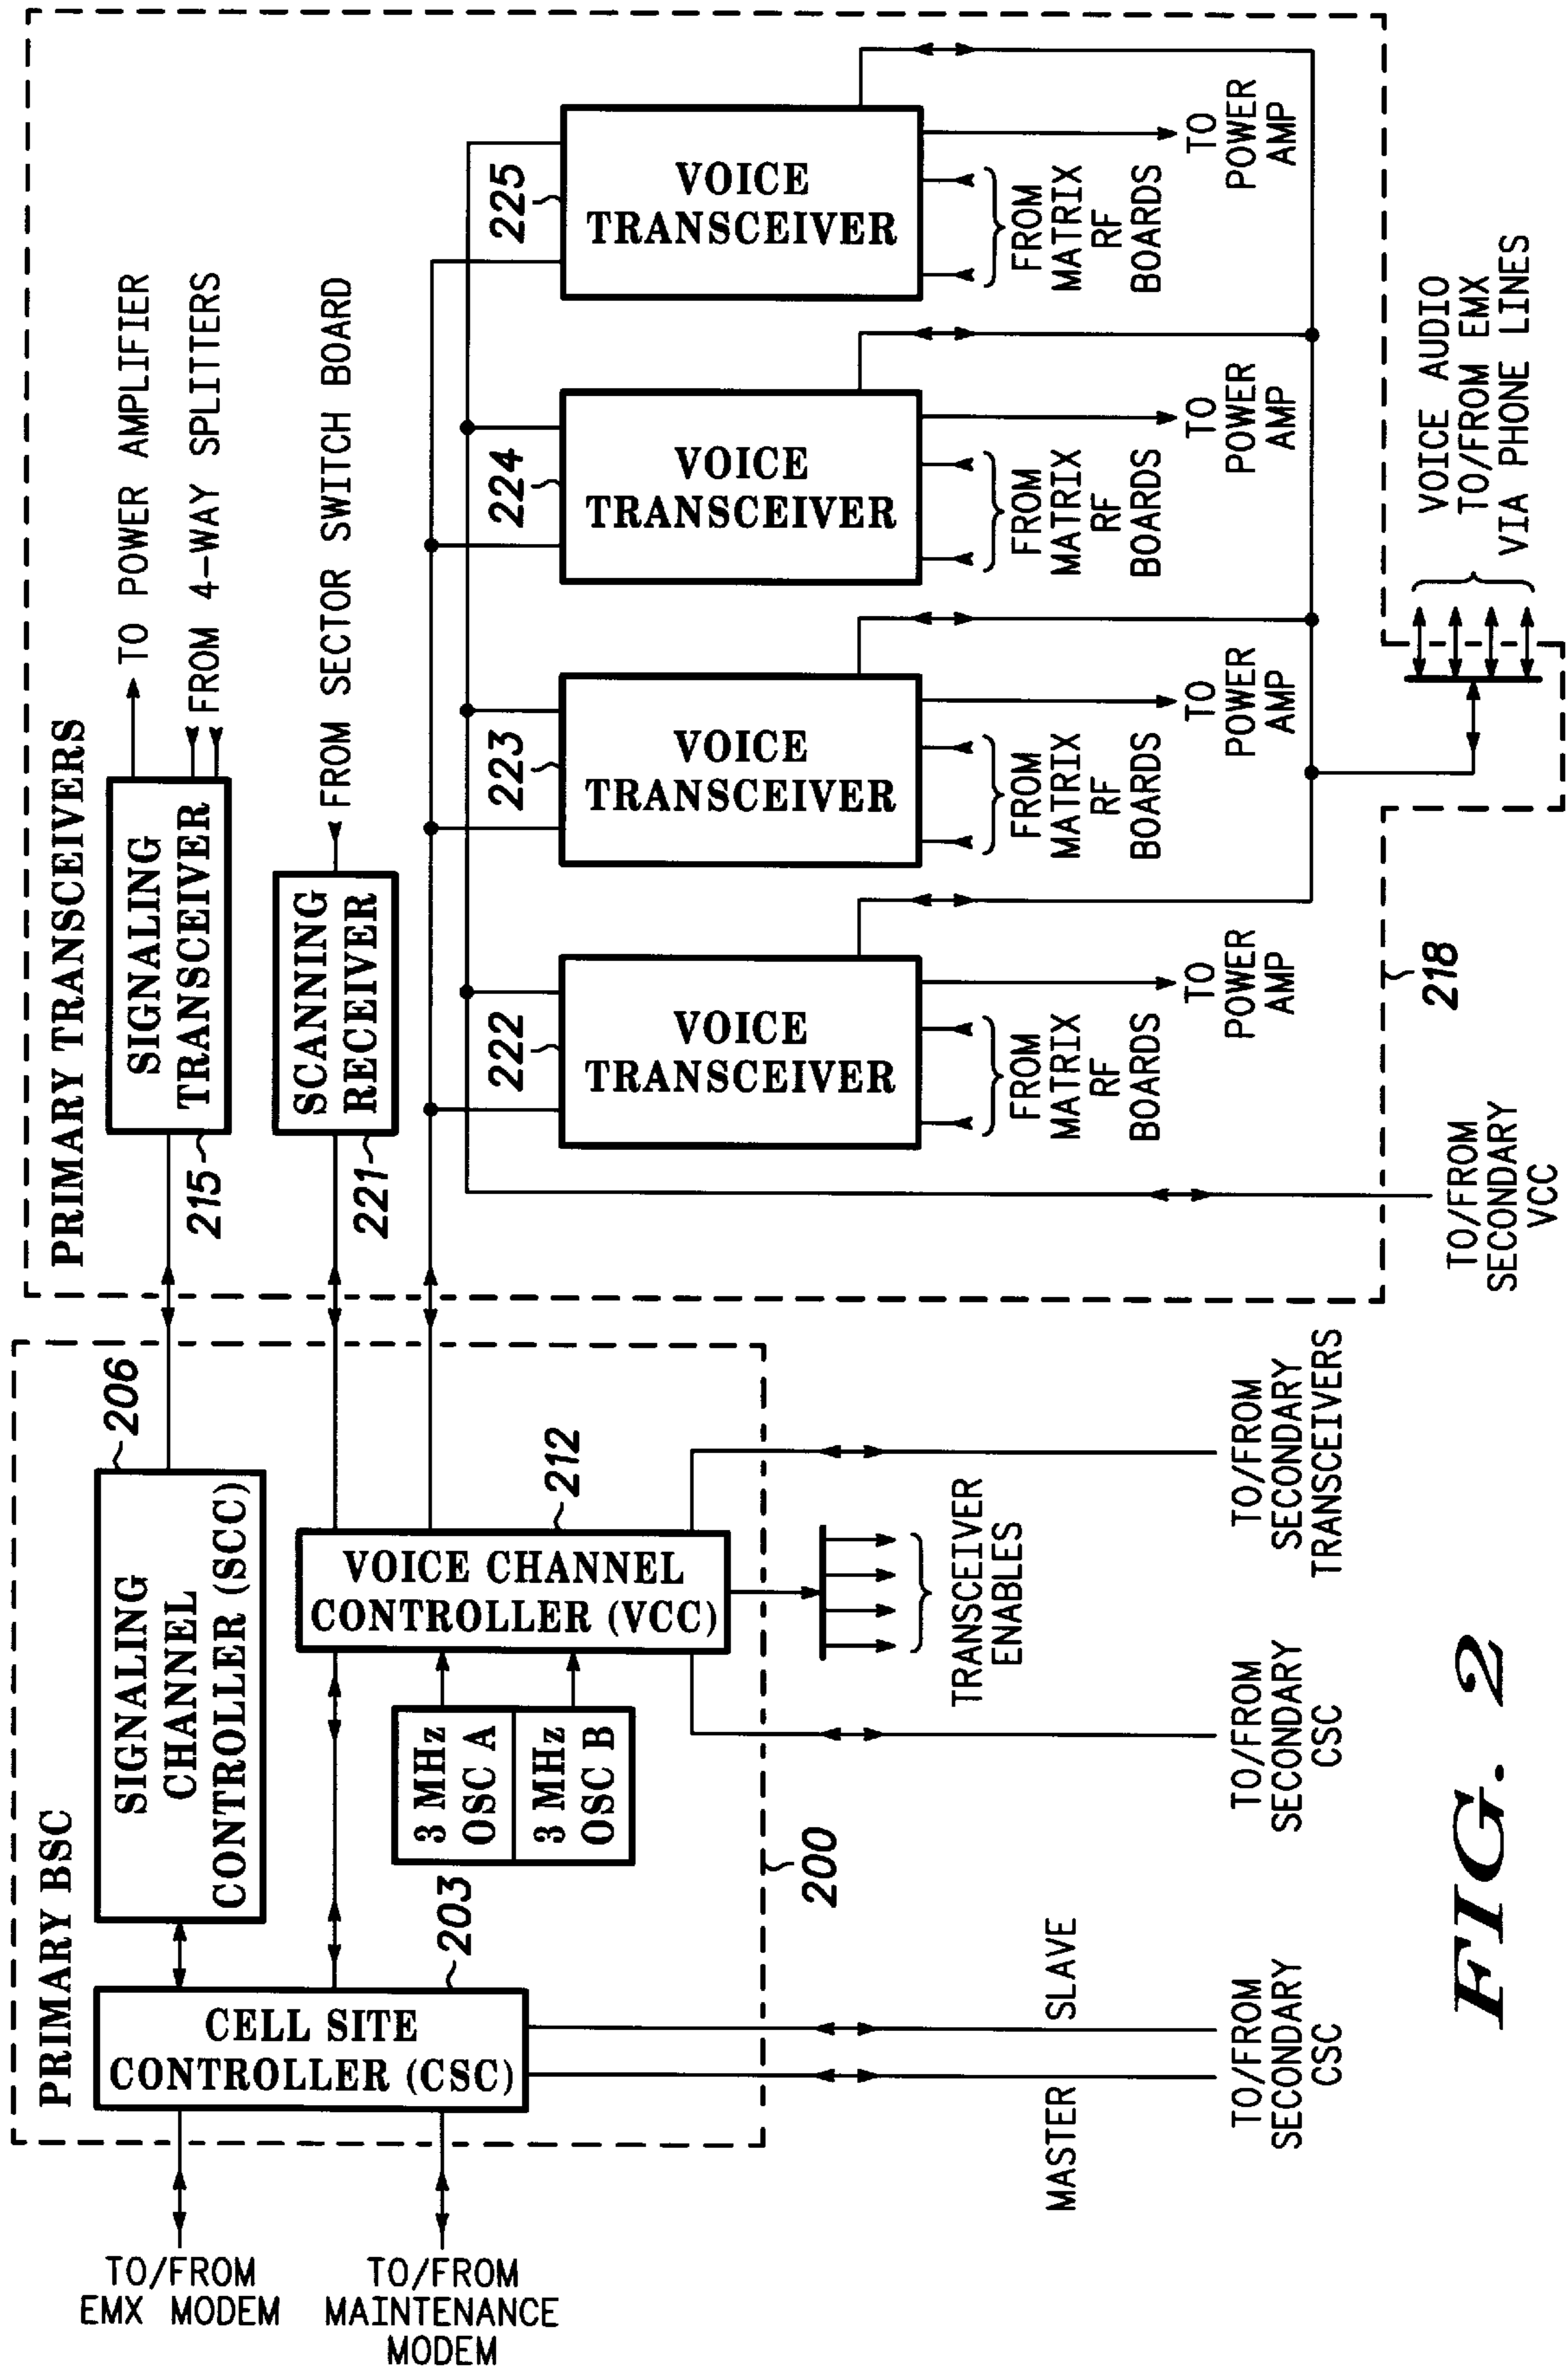 PRIMARY BSC
TO/FROM
EMX MODEM
TO/FROM
MAINTENANCE
MODEM
CELL SITE
CONTROLLER (CSC)
203
SIGNALING
CHANNEL
CONTROLLER (SCC)
206
3 MHz
OSC A
3 MHz
OSC B
VOICE CHANNEL
CONTROLLER (VCC)
212
200
TRANSCEIVER
ENABLES
MASTER
SLAVE
TO/FROM
SECONDARY
CSC
TO/FROM
SECONDARY
CSC
TO/FROM
SECONDARY
TRANSCEIVERS
PRIMARY TRANSCEIVERS
SIGNALING
TRANSCEIVER
215
TO POWER AMPLIFIER
FROM 4-WAY SPLITTERS
SCANNING
RECEIVER
221
FROM SECTOR SWITCH BOARD
222
VOICE
TRANSCEIVER
FROM
MATRIX
RF
BOARDS
TO
POWER
AMP
223
VOICE
TRANSCEIVER
FROM
MATRIX
RF
BOARDS
TO
POWER
AMP
224
VOICE
TRANSCEIVER
FROM
MATRIX
RF
BOARDS
TO
POWER
AMP
225
VOICE
TRANSCEIVER
FROM
MATRIX
RF
BOARDS
TO
POWER
AMP
218
TO/FROM
SECONDARY
VCC
VOICE AUDIO
TO/FROM EMX
VIA PHONE LINES
FIG. 2